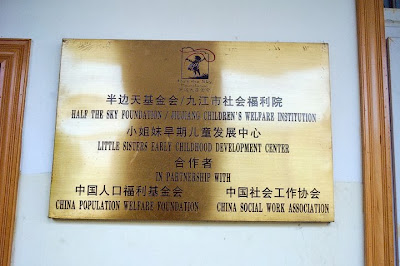 半边天基金会/九江市社会福利院
HALF THE SKY FOUNDATION / JIUJIANG CHILDREN'S WELFARE INSTITUTION
小姐妹早期儿童发展中心
LITTLE SISTERS EARLY CHILDHOOD DEVELOPMENT CENTER
合作者
IN PARTNERSHIP WITH
中国人口福利基金会 中国社会工作协会
CHINA POPULATION WELFARE FOUNDATION CHINA SOCIAL WORK ASSOCIATION